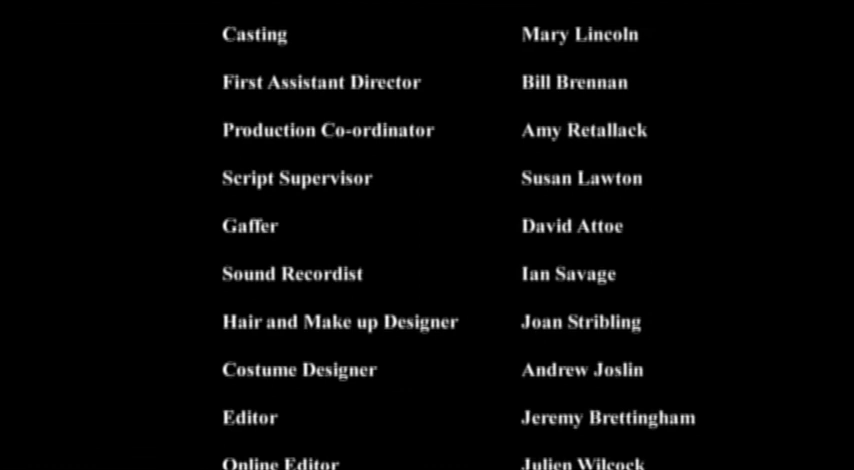 Casting Mary Lincoln
First Assistant Director Bill Brennan
Production Co-ordinator Amy Retallack
Script Supervisor Susan Lawton
Gaffer David Attoe
Sound Recordist Ian Savage
Hair and Make up Designer Joan Stribling
Costume Designer Andrew Joslin
Editor Jeremy Brettingham
Online Editor Julien Wilcock